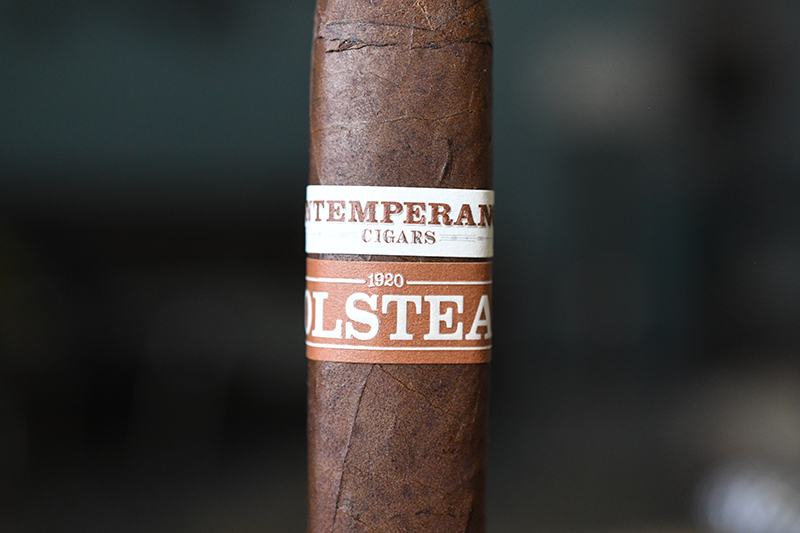 NTEMPERAN
CIGARS
1920
OLSTEA